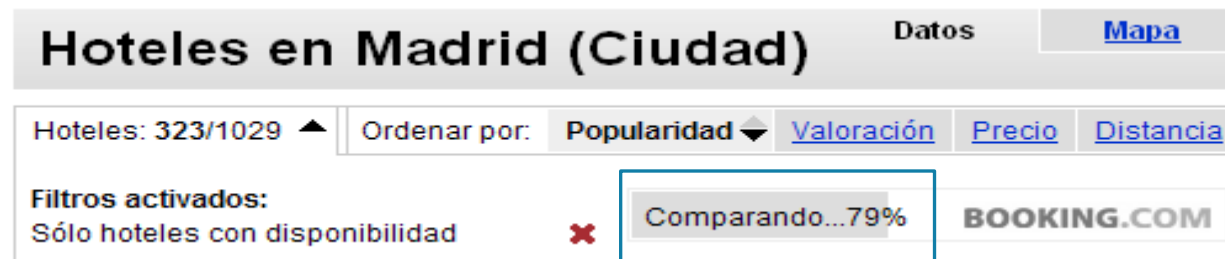 Hoteles en Madrid (Ciudad) Datos Mapa
Hoteles: 323/1029 Ordenar por: Popularidad Valoración Precio Distancia
Filtros activados:
Sólo hoteles con disponibilidad
Comparando...79% BOOKING.COM